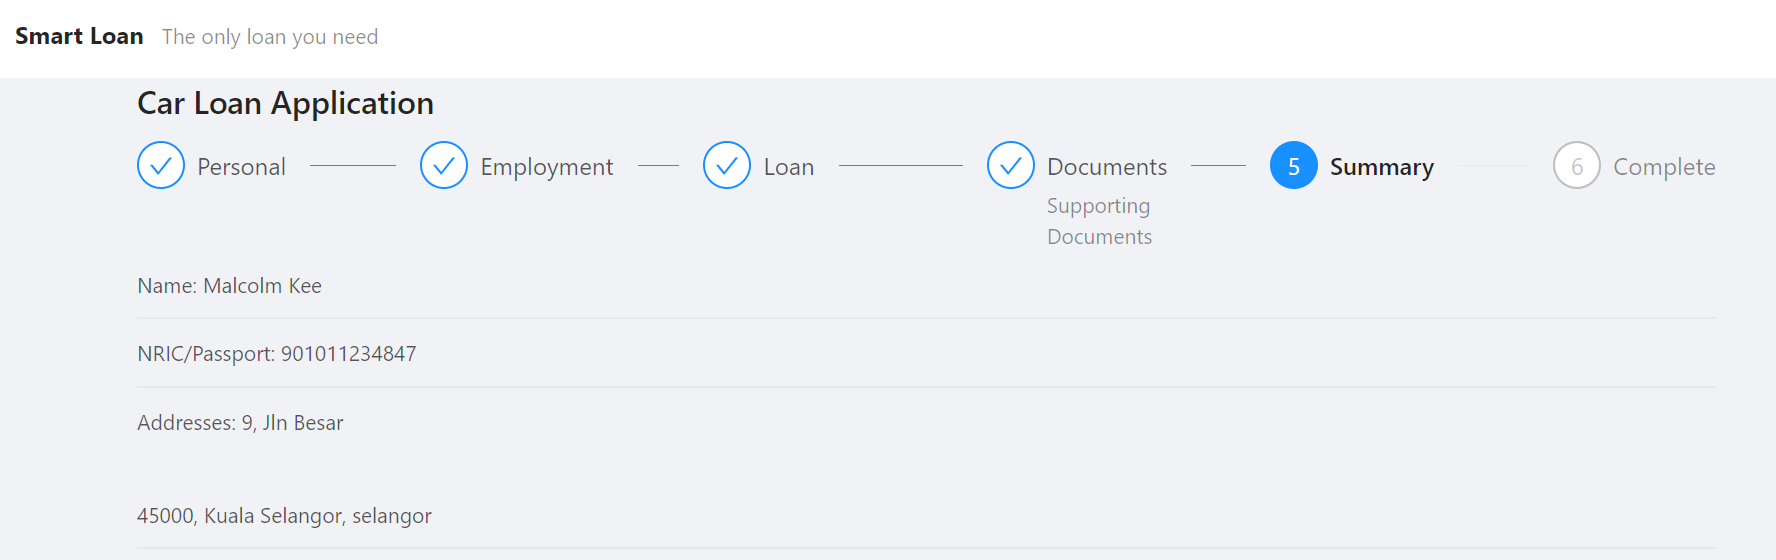 Smart Loan The only loan you need
Car Loan Application
Personal Employment Loan Documents 5 Summary 6 Complete
Supporting
Documents
Name: Malcolm Kee
NRIC/Passport: 901011234847
Addresses: 9, Jln Besar
45000, Kuala Selangor, selangor